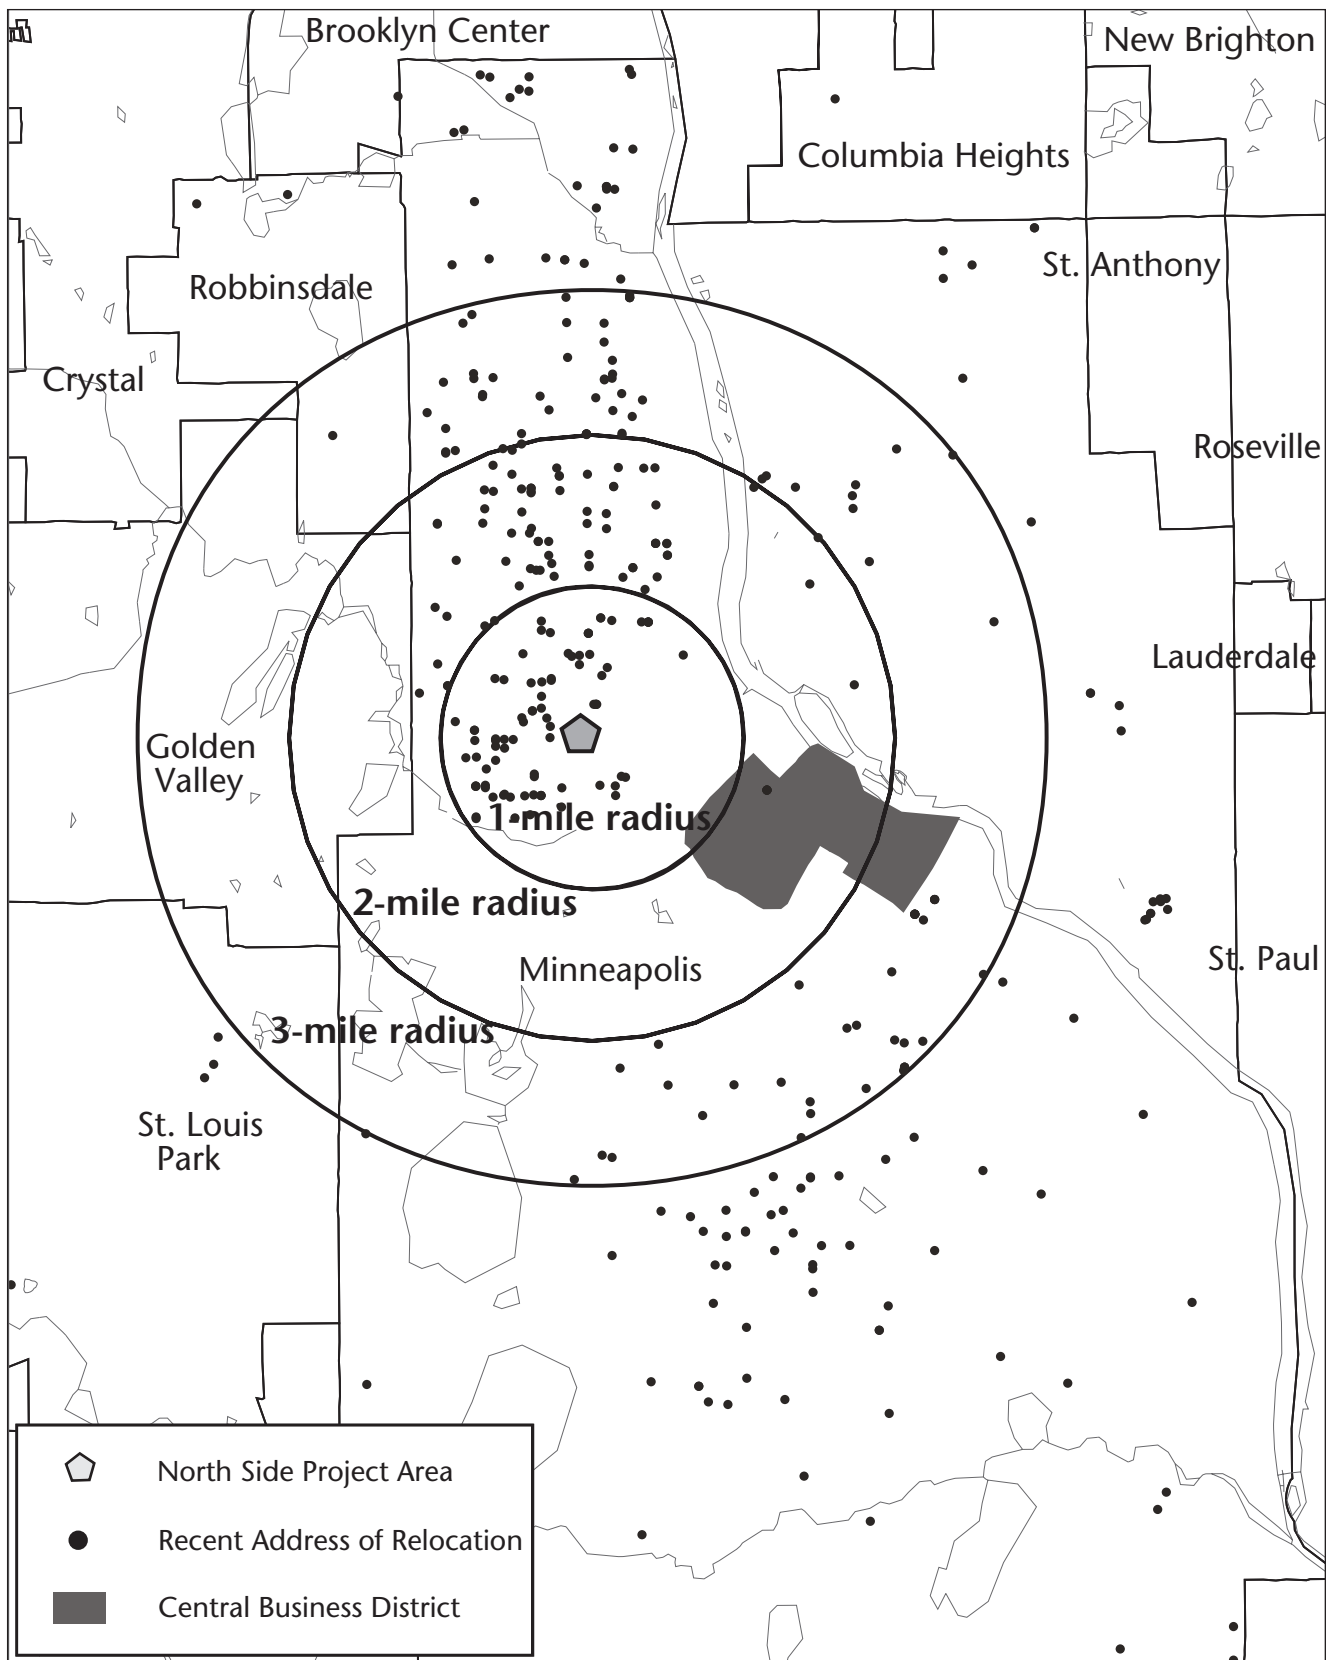 Brooklyn Center
New Brighton
Columbia Heights
St. Anthony
Robbinsdale
Crystal
Roseville
Lauderdale
Golden
Valley
1-mile radius
2-mile radius
St. Paul
Minneapolis
3-mile radius
St. Louis
Park
North Side Project Area
Recent Address of Relocation
Central Business District